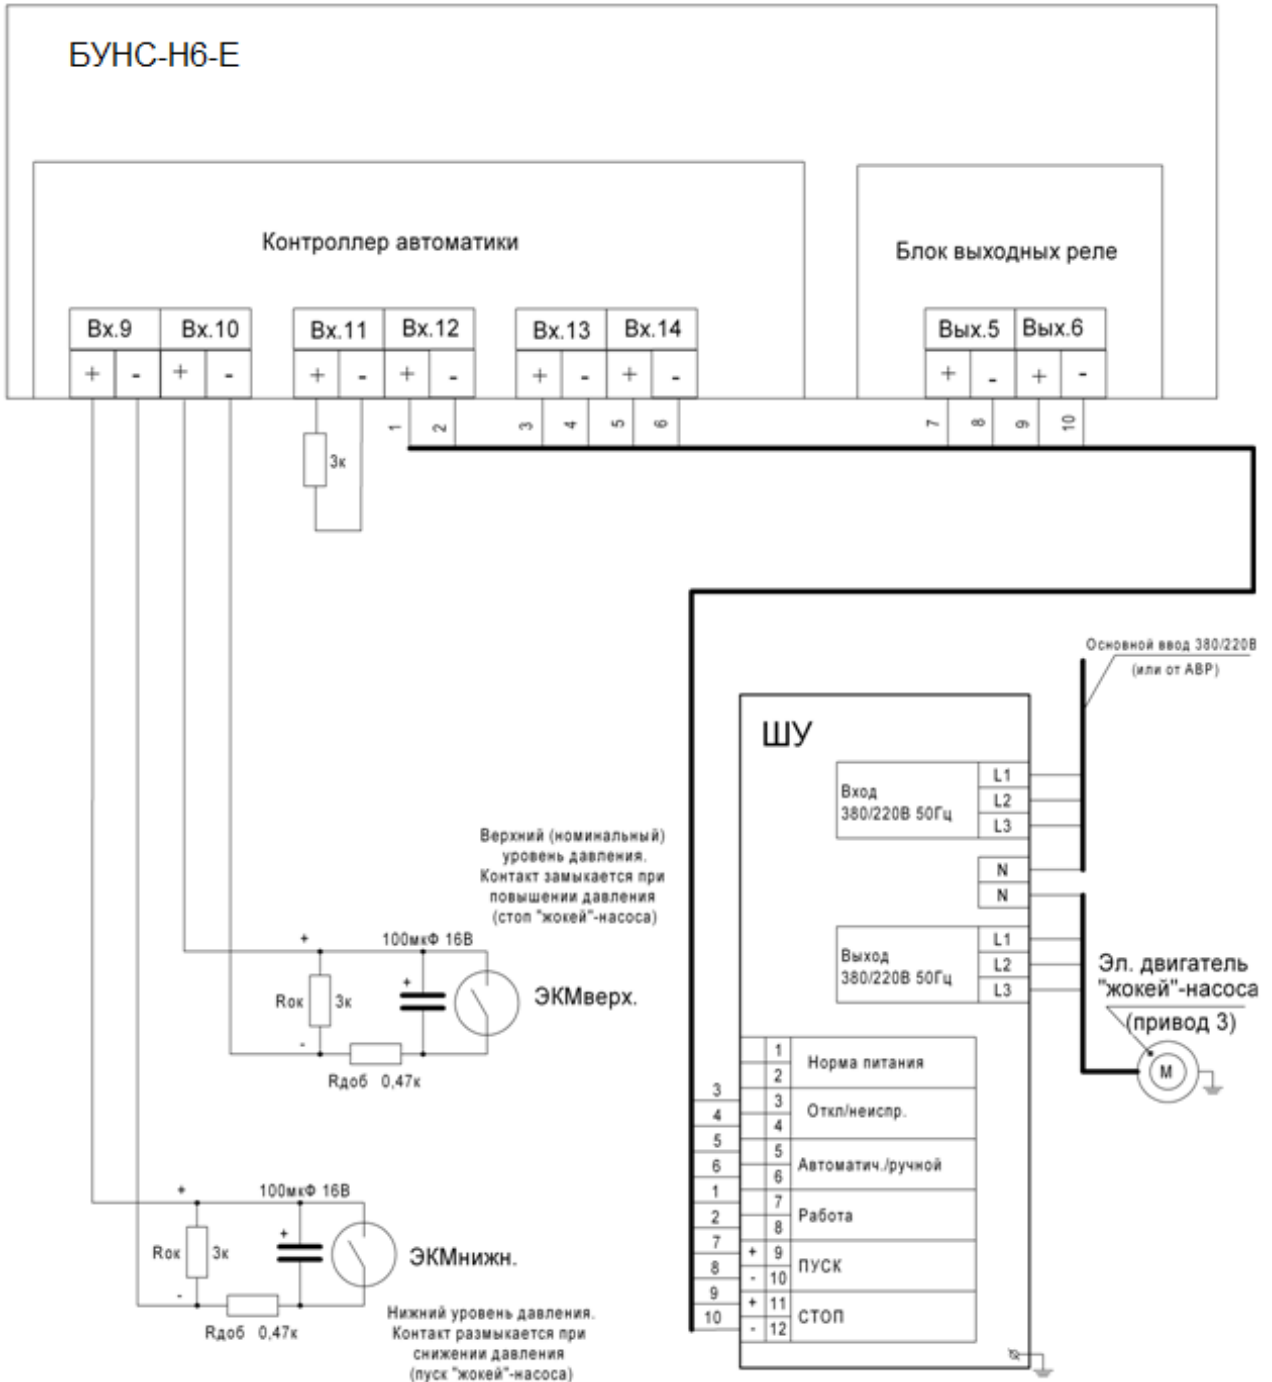 БУНС-Н6-Е
Контроллер автоматики
Блок выходных реле
Вх.9 Вх.10 Вх.11 Вх.12 Вх.13 Вх.14 Вых.5 Вых.6
+ - + - + - + - + - + - + - + -
1 2 3 4 5 6 7 8 9 10
3к
Основной ввод 380/220В
(или от АВР)
ШУ
Вход
380/220В 50Гц
L1
L2
L3
N
N
Выход
380/220В 50Гц
L1
L2
L3
Эл. двигатель
"жокей"-насоса
(привод 3)
М
Верхний (номинальный)
уровень давления.
Контакт замыкается при
повышении давления
(стоп "жокей"-насоса)
+ 100мкФ 16В
+
Rок 3к
ЭКМверх.
-
Rдоб 0,47к
3 1 Норма питания
4 2
5 3 Откл/неиспр.
6 4
1 5 Автоматич./ручной
2 6
7 7 Работа
8 8
9 + 9 ПУСК
10 - 10
+ 11 СТОП
- 12
+ 100мкФ 16В
+
Rок 3к
ЭКМнижн.
-
Rдоб 0,47к
Нижний уровень давления.
Контакт размыкается при
снижении давления
(пуск "жокей"-насоса)